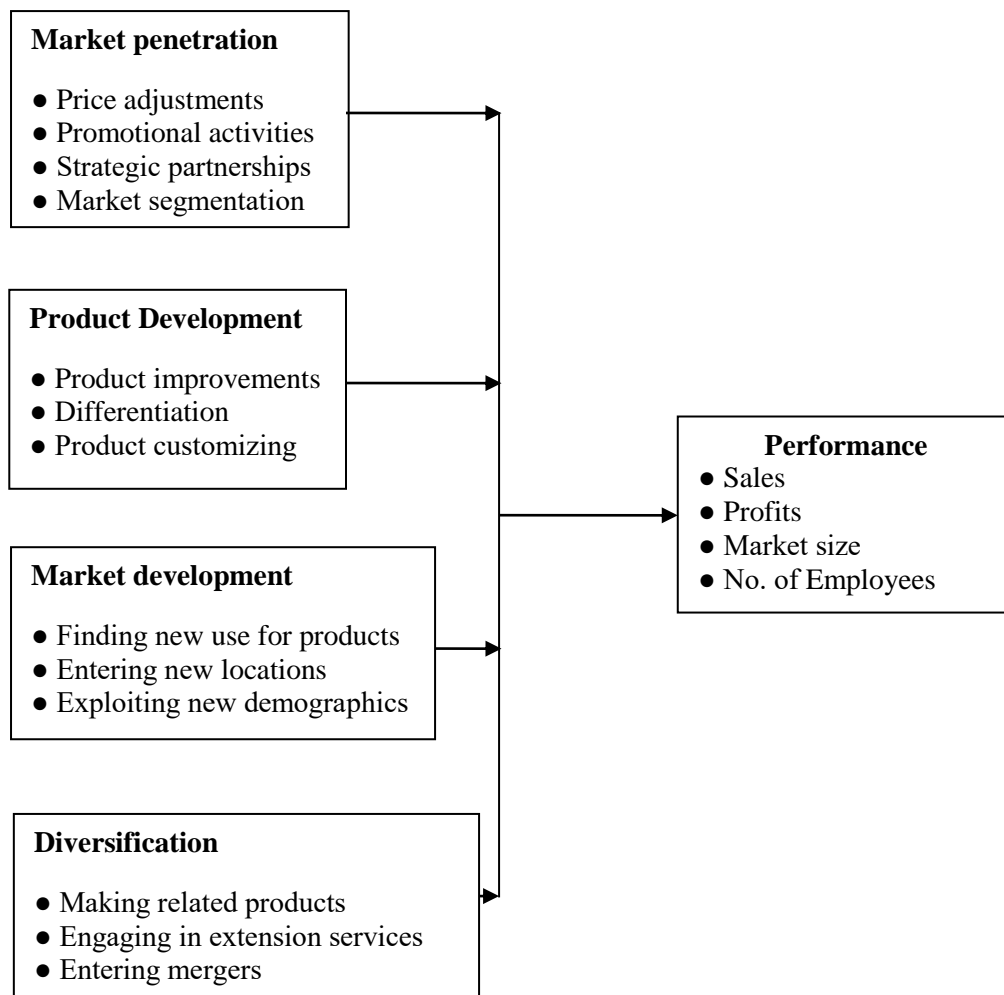 Market penetration
● Price adjustments
● Promotional activities
● Strategic partnerships
● Market segmentation
Product Development
● Product improvements
● Differentiation
● Product customizing
Market development
● Finding new use for products
● Entering new locations
● Exploiting new demographics
Diversification
● Making related products
● Engaging in extension services
● Entering mergers
Performance
● Sales
● Profits
● Market size
● No. of Employees